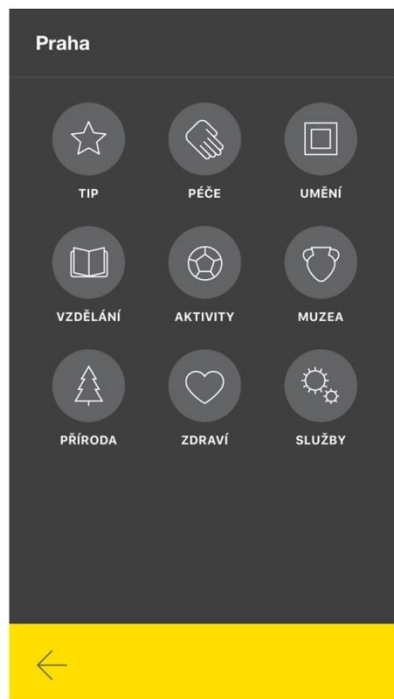 Praha
TIP PÉČE UMĚNÍ
VZDĚLÁNÍ AKTIVITY MUZEA
PŘÍRODA ZDRAVÍ SLUŽBY